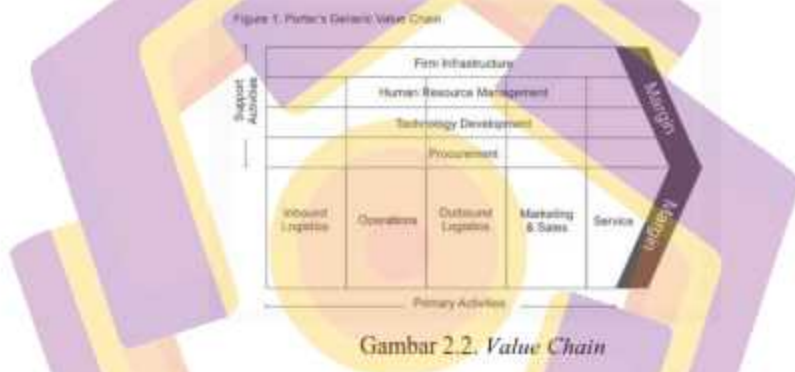 Figure 1. Porter's Generic Value Chain
Support
Activities
Firm Infrastructure
Human Resource Management
Technology Development
Procurement
Inbound
Logistics
Operations
Outbound
Logistics
Marketing
& Sales
Service
Margin
Margin
Primary Activities
Gambar 2.2. Value Chain